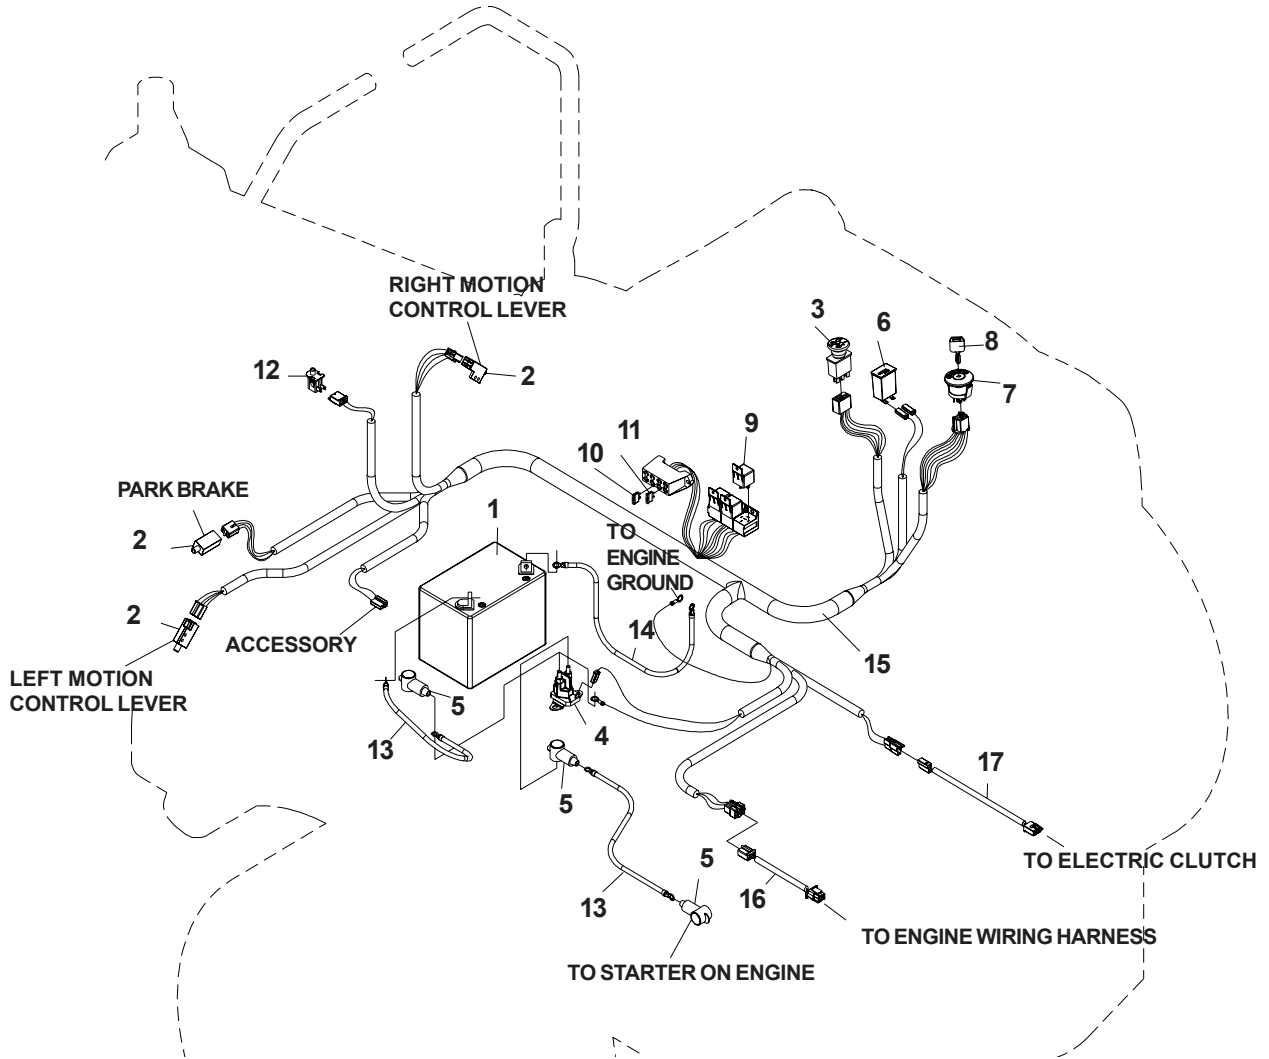 RIGHT MOTION
CONTROL LEVER
3
6
8
12
2
7
11
9
10
PARK BRAKE
1
2
TO
ENGINE
GROUND
2
ACCESSORY
14
15
LEFT MOTION
CONTROL LEVER
5
4
13
17
5
TO ELECTRIC CLUTCH
5
16
13
TO ENGINE WIRING HARNESS
TO STARTER ON ENGINE